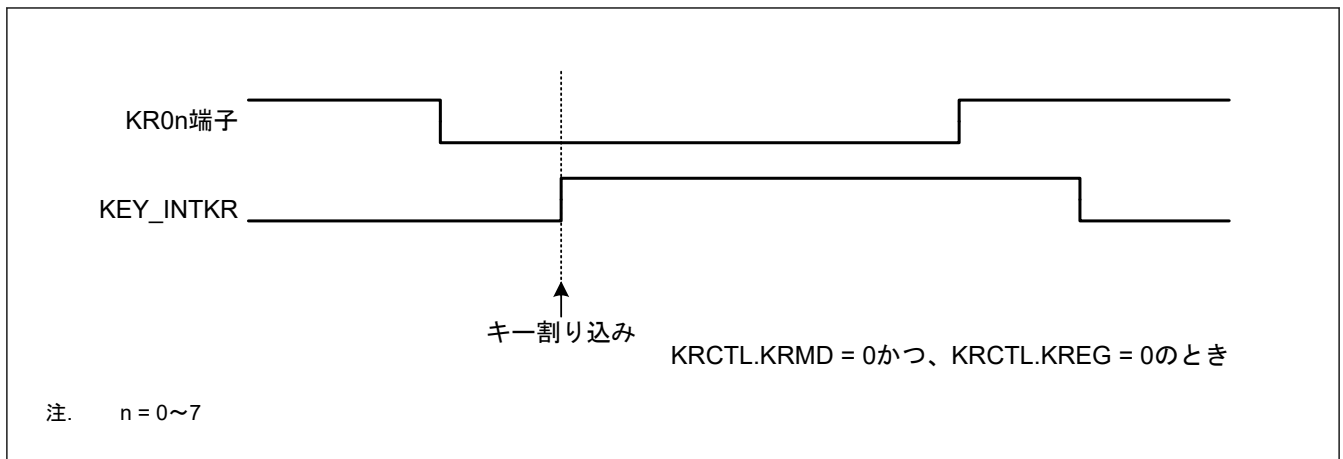 KR0n端子
KEY_INTKR
キー割り込み
KRCTL.KRMD = 0かつ、KRCTL.KREG = 0のとき
注. n = 0～7